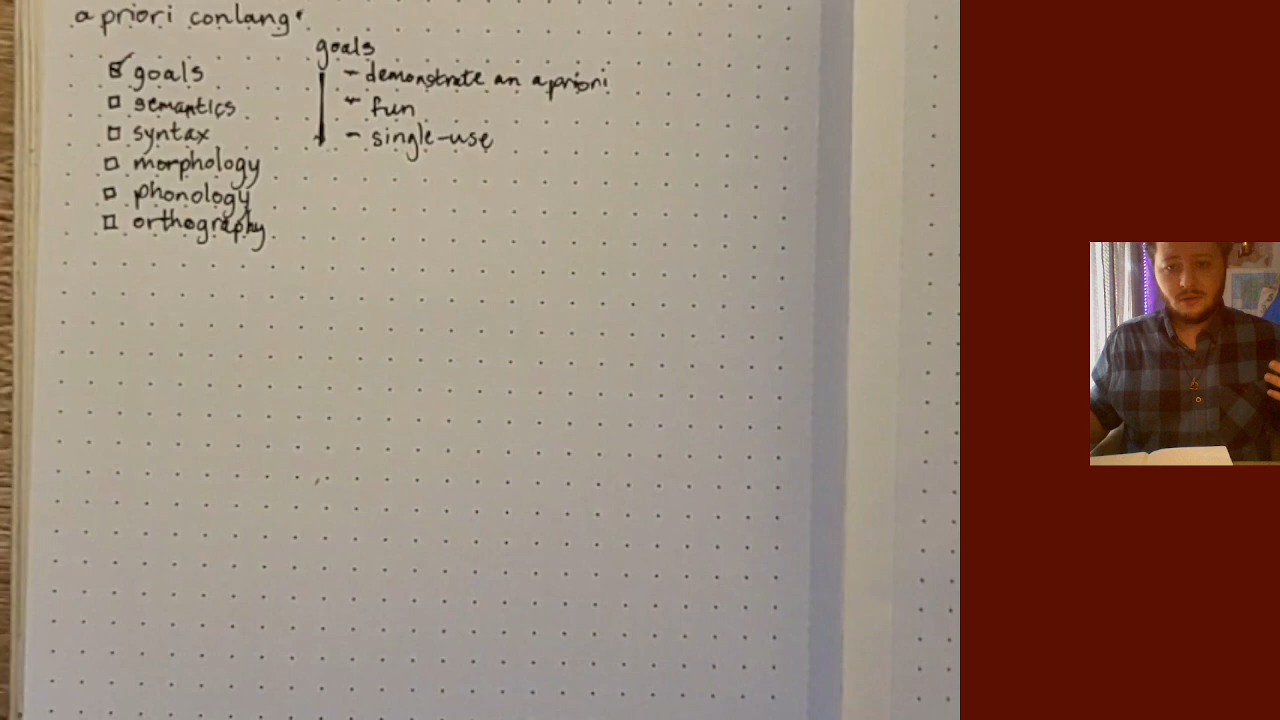 a priori conlang
goals
semantics
syntax
morphology
phonology
orthography
goals
- demonstrate an a priori
- fun
- single-use